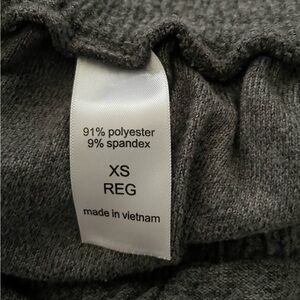 91% polyester
9% spandex
XS
REG
made in vietnam